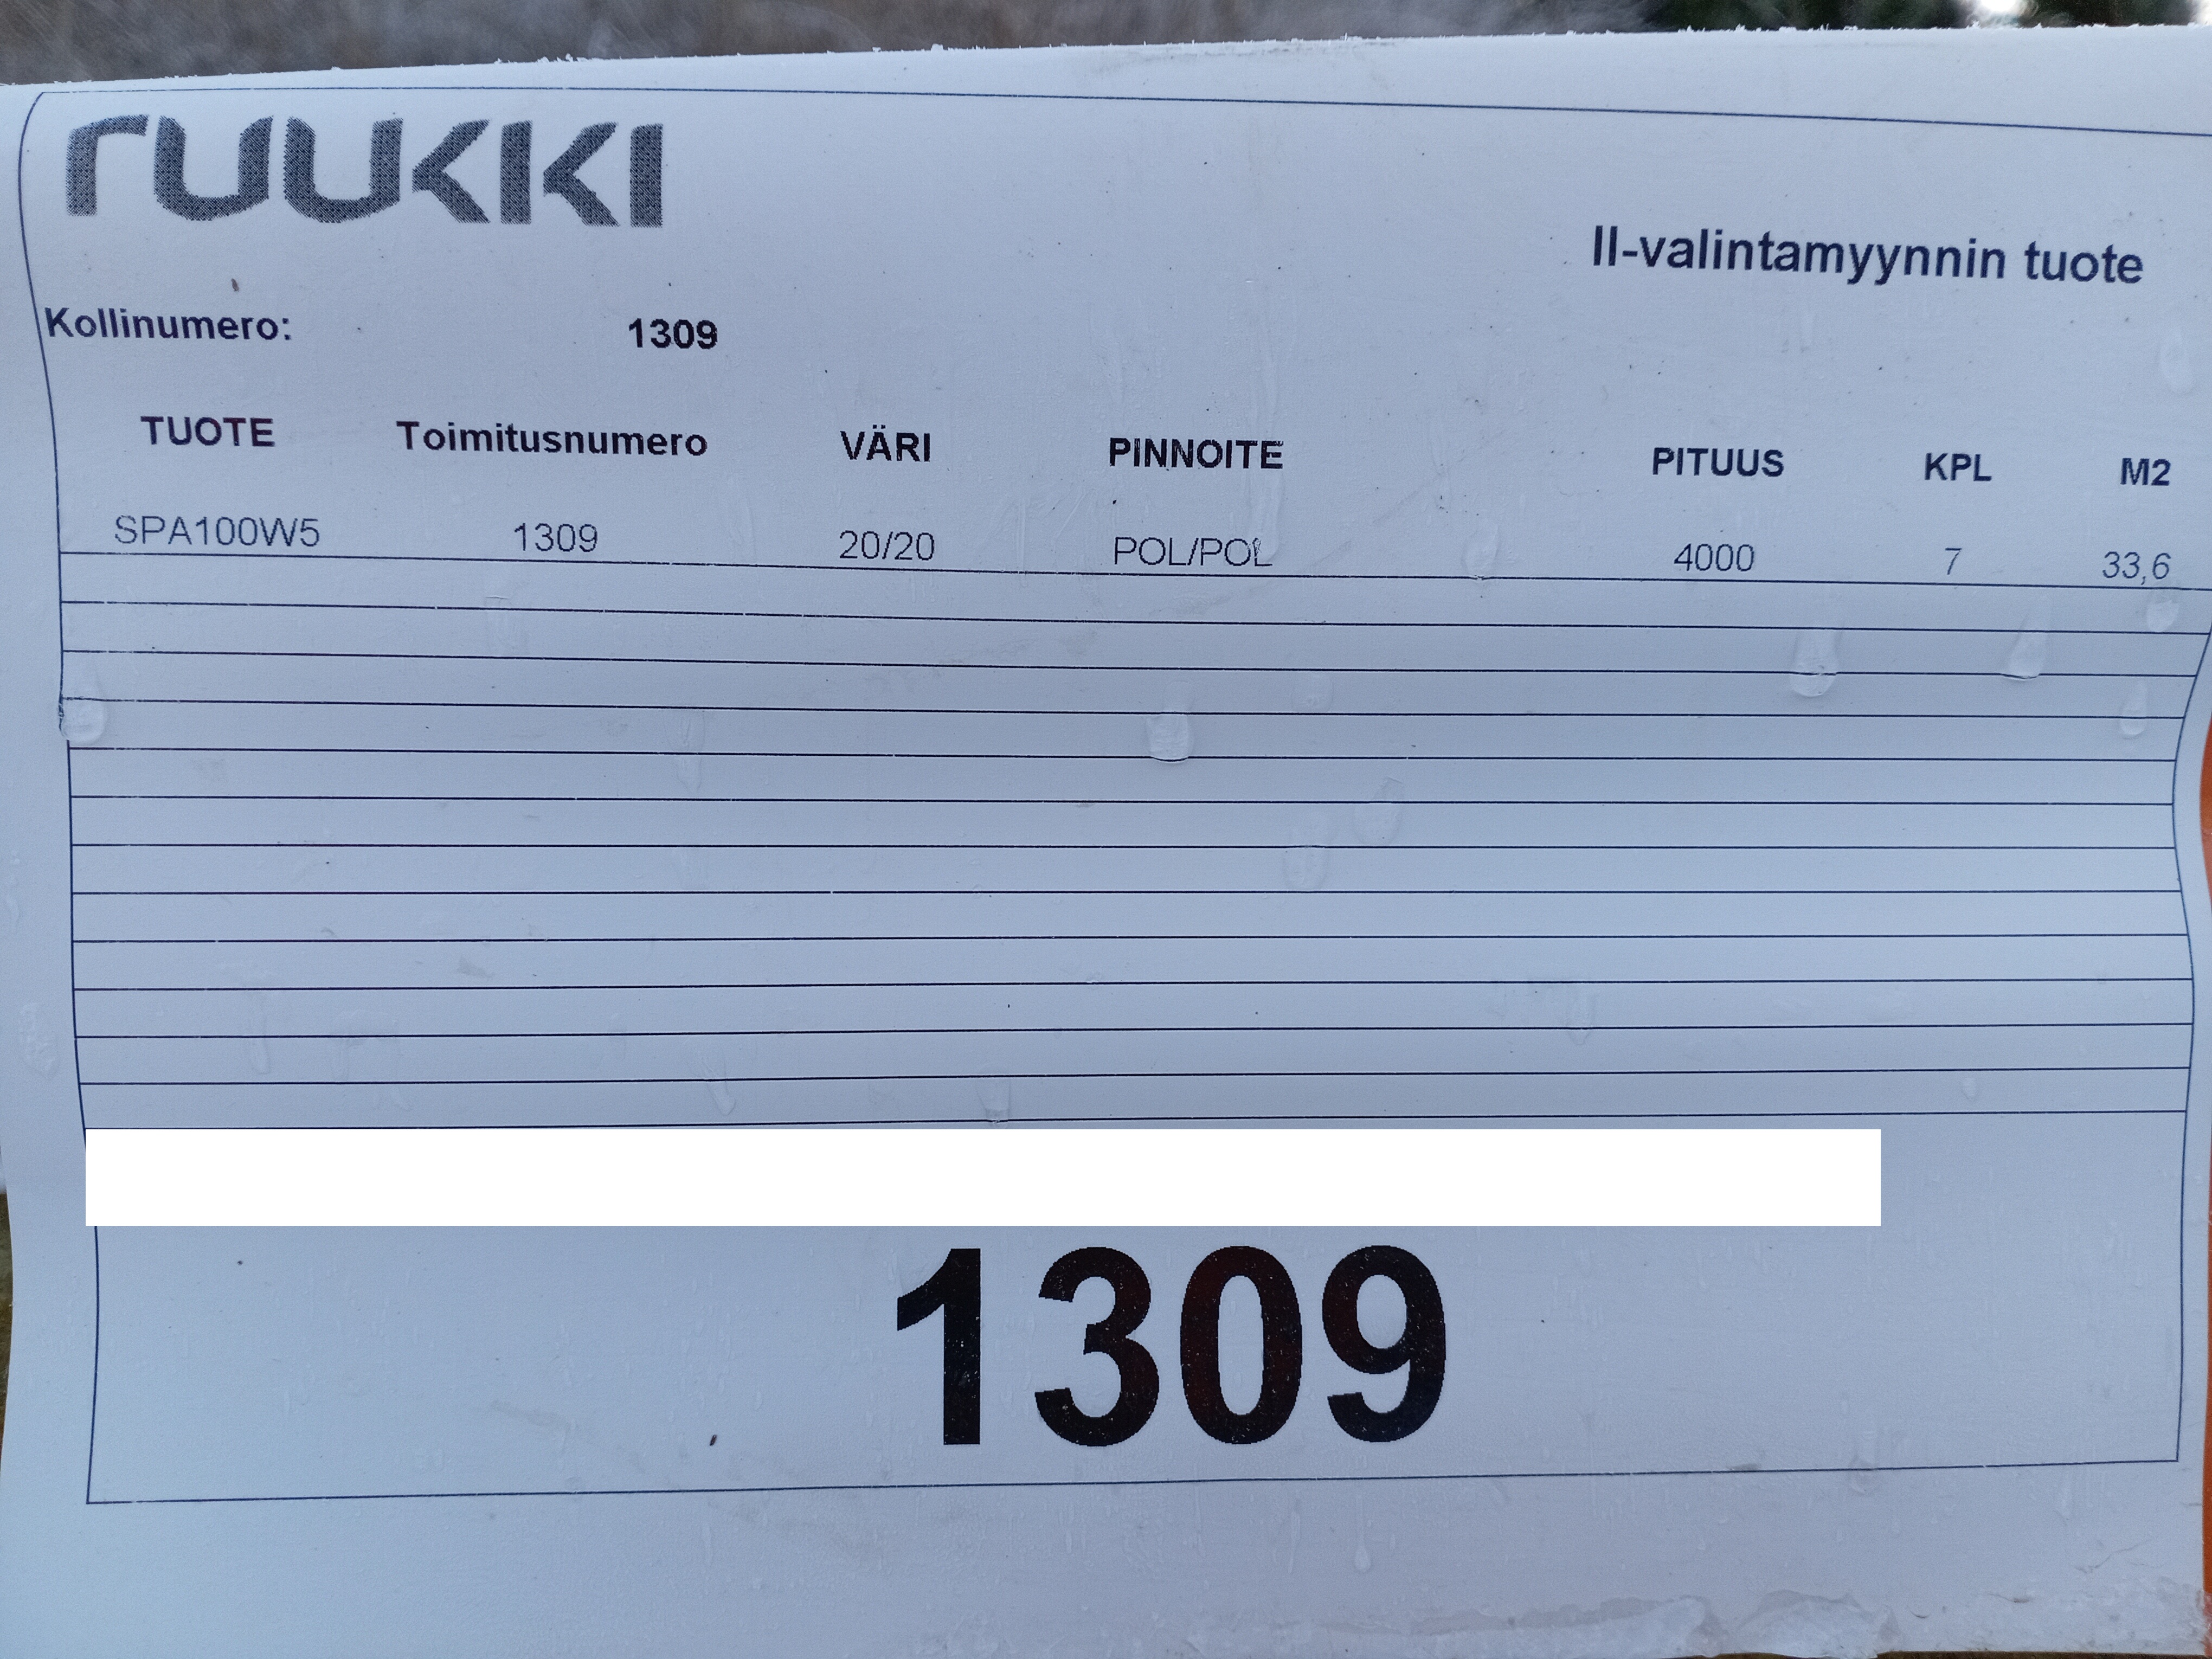 ruukki
II-valintamyynnin tuote
Kollinumero: 1309
TUOTE Toimitusnumero VÄRI PINNOITE PITUUS KPL M2
SPA100W5 1309 20/20 POL/POL 4000 7 33,6
1309